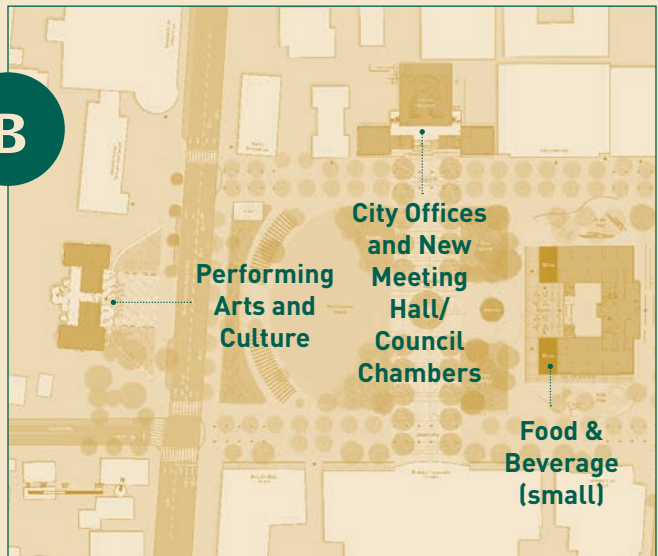 B
City Offices
and New
Meeting
Hall/
Council
Chambers
Performing
Arts and
Culture
Food &
Beverage
(small)